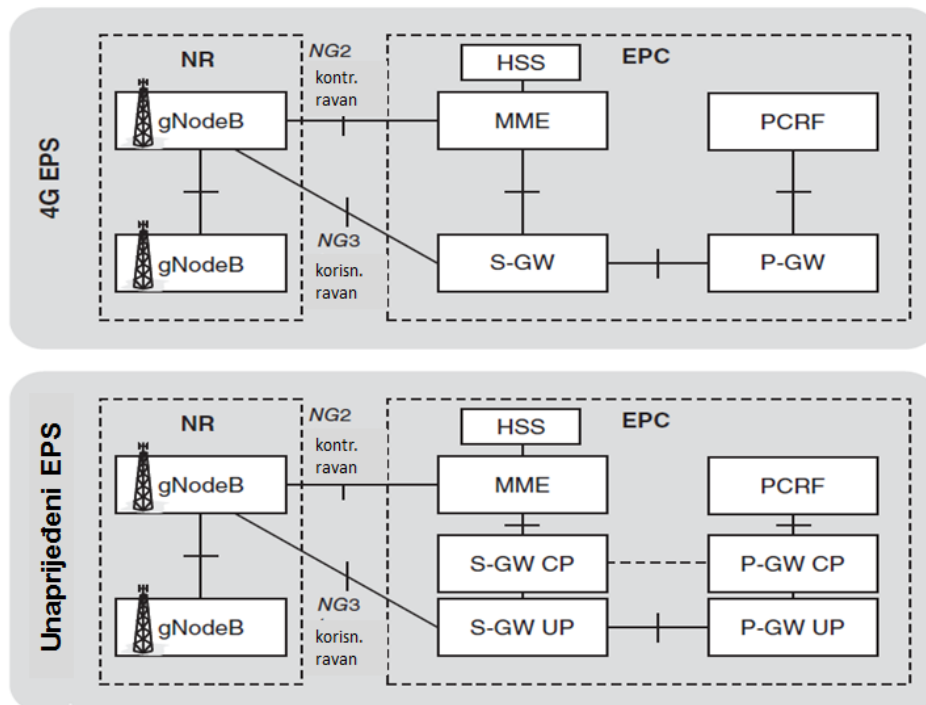 4G EPS
NR
NG2
kontr.
ravan
EPC
HSS
gNodeB
MME
PCRF
gNodeB
NG3
korisn.
ravan
S-GW
P-GW
Unaprijeđeni EPS
NR
NG2
kontr.
ravan
EPC
HSS
gNodeB
MME
PCRF
S-GW CP
P-GW CP
gNodeB
NG3
korisn.
ravan
S-GW UP
P-GW UP